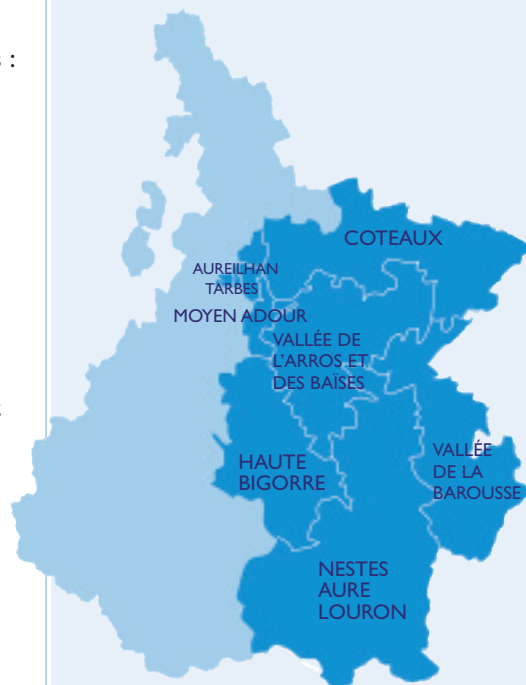 COTEAUX
AUREILHAN
TARBES
MOYEN ADOUR
VALLÉE DE
L'ARROS ET
DES BAÏSES
HAUTE
BIGORRE
VALLÉE
DE LA
BAROUSSE
NESTES
AURE
LOURON